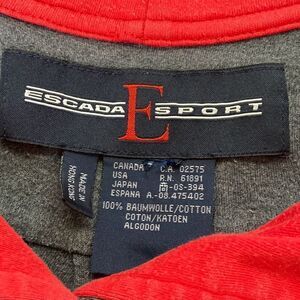 ESCADA E SPORT
MADE IN
HONG KONG
CANADA C.A. 02575
USA R.N. 61891
JAPAN -OS-394
ESPANA A.-08.475402
100% BAUMWOLLE/COTTON
COTON/KATOEN
ALGODON